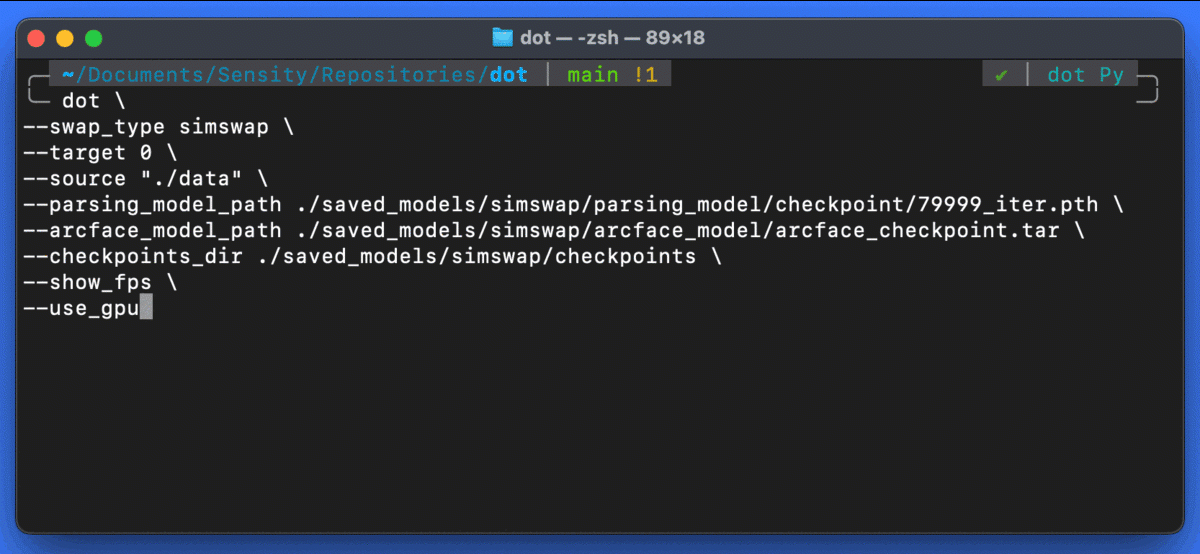 dot — -zsh — 89×18
~/Documents/Sensity/Repositories/dot | main !1 ✔ | dot Py
dot \
--swap_type simswap \
--target 0 \
--source "./data" \
--parsing_model_path ./saved_models/simswap/parsing_model/checkpoint/79999_iter.pth \
--arcface_model_path ./saved_models/simswap/arcface_model/arcface_checkpoint.tar \
--checkpoints_dir ./saved_models/simswap/checkpoints \
--show_fps \
--use_gpu